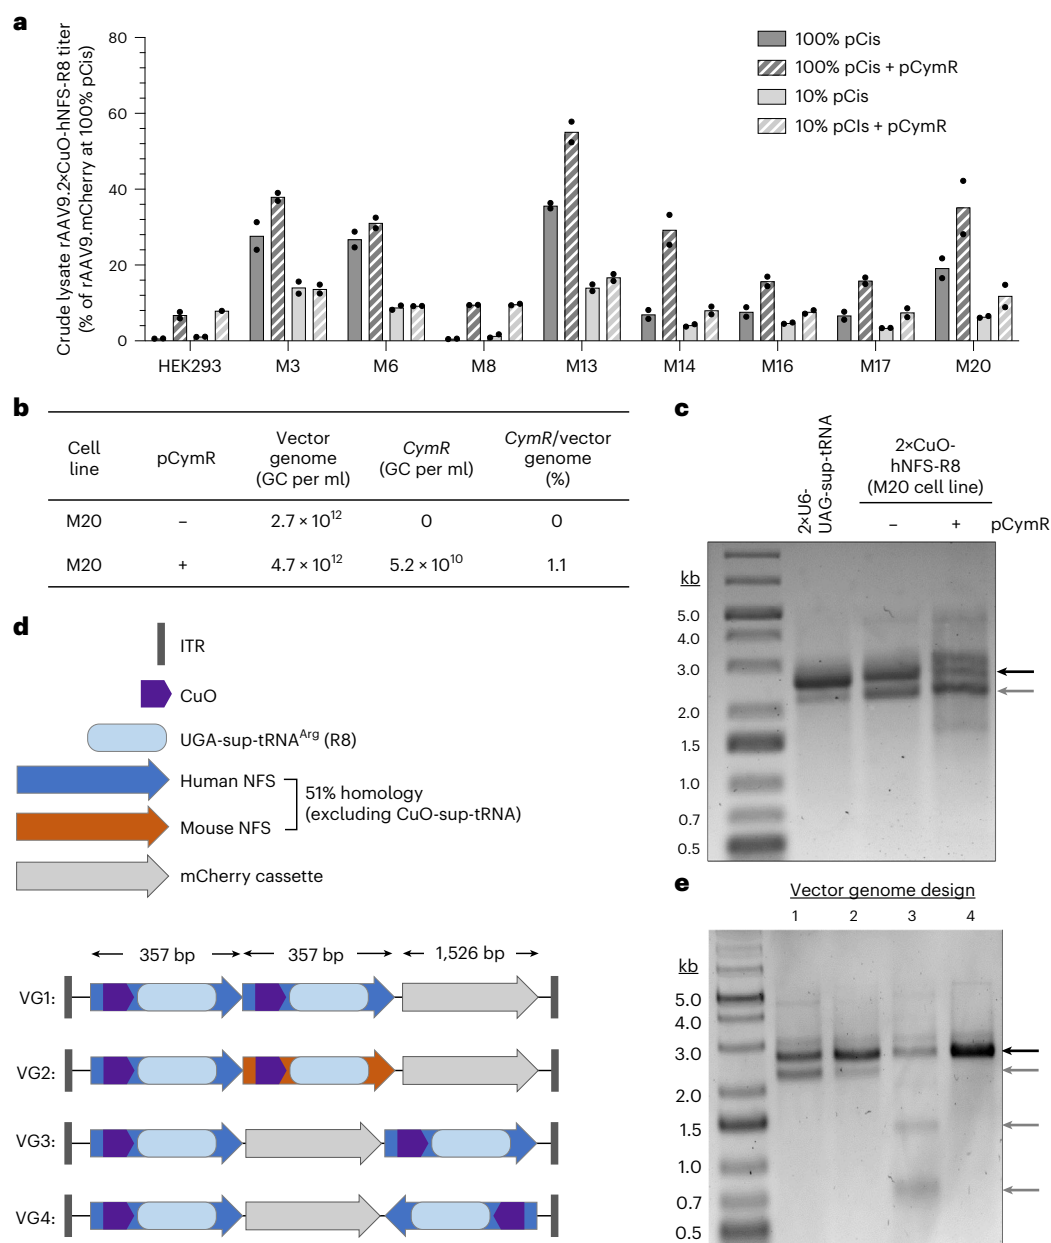 a
Crude lysate rAAV9.2×CuO-hNFS-R8 titer
(% of rAAV9.mCherry at 100% pCis)
80
60
40
20
0
100% pCis
100% pCis + pCymR
10% pCis
10% pCIs + pCymR
HEK293 M3 M6 M8 M13 M14 M16 M17 M20
b
Cell line pCymR Vector genome (GC per ml) CymR (GC per ml) CymR/vector genome (%)
M20 – 2.7 × 10¹² 0 0
M20 + 4.7 × 10¹² 5.2 × 10¹⁰ 1.1
c
2×U6-
UAG-sup-tRNA
2×CuO-
hNFS-R8
(M20 cell line)
– + pCymR
kb
5.0
4.0
3.0
2.0
1.5
1.0
0.7
0.5
d
ITR
CuO
UGA-sup-tRNAᴬʳᵍ (R8)
Human NFS
Mouse NFS
51% homology
(excluding CuO-sup-tRNA)
mCherry cassette
357 bp 357 bp 1,526 bp
VG1:
VG2:
VG3:
VG4:
e
Vector genome design
1 2 3 4
kb
5.0
4.0
3.0
2.0
1.5
1.0
0.7
0.5